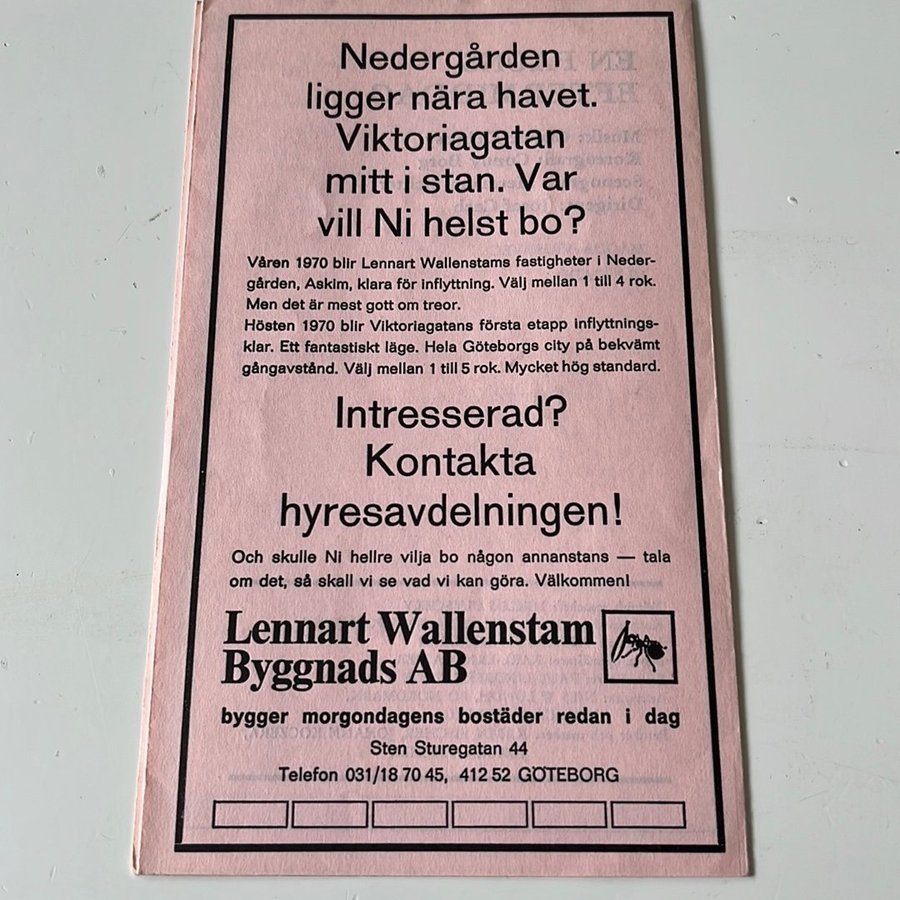 Nedergården
ligger nära havet.
Viktoriagatan
mitt i stan. Var
vill Ni helst bo?
Våren 1970 blir Lennart Wallenstams fastigheter i Neder-
gården, Askim, klara för inflyttning. Välj mellan 1 till 4 rok.
Men det är mest gott om treor.
Hösten 1970 blir Viktoriagatans första etapp inflyttnings-
klar. Ett fantastiskt läge. Hela Göteborgs city på bekvämt
gångavstånd. Välj mellan 1 till 5 rok. Mycket hög standard.
Intresserad?
Kontakta
hyresavdelningen!
Och skulle Ni hellre vilja bo någon annanstans — tala
om det, så skall vi se vad vi kan göra. Välkommen!
Lennart Wallenstam
Byggnads AB
bygger morgondagens bostäder redan i dag
Sten Sturegatan 44
Telefon 031/18 70 45, 412 52 GÖTEBORG